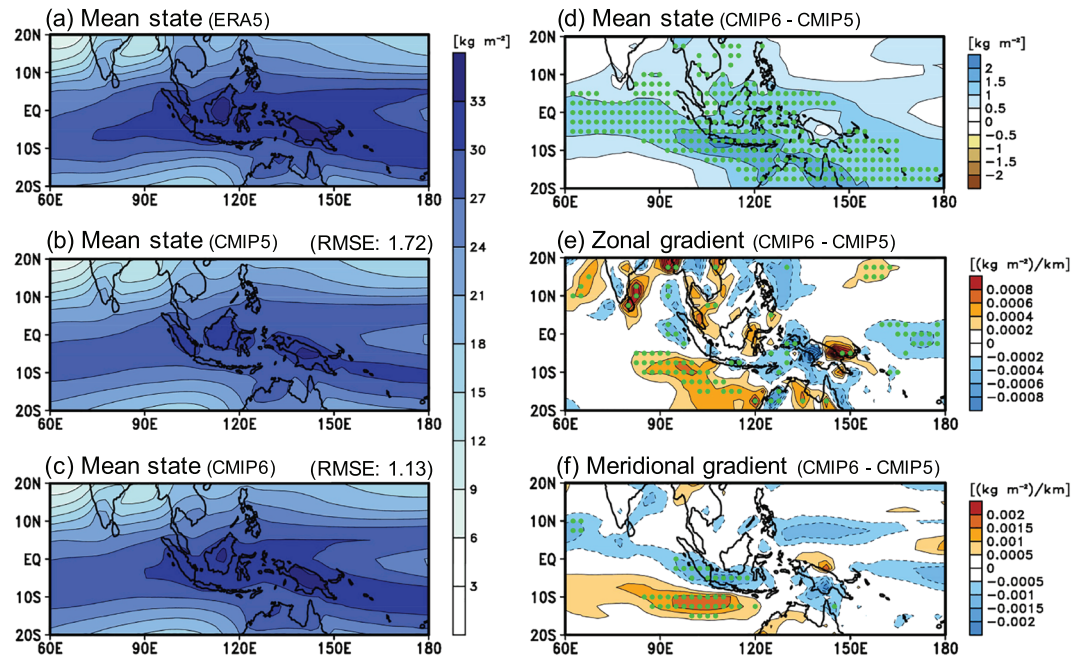 (a) Mean state (ERA5)
[kg m⁻²]
20N
10N
EQ
10S
20S
60E 90E 120E 150E 180
33
30
27
24
21
18
15
12
9
6
3
(b) Mean state (CMIP5) (RMSE: 1.72)
20N
10N
EQ
10S
20S
60E 90E 120E 150E 180
(c) Mean state (CMIP6) (RMSE: 1.13)
20N
10N
EQ
10S
20S
60E 90E 120E 150E 180
(d) Mean state (CMIP6 - CMIP5)
[kg m⁻²]
20N
10N
EQ
10S
20S
60E 90E 120E 150E 180
2
1.5
1
0.5
0
−0.5
−1
−1.5
−2
(e) Zonal gradient (CMIP6 - CMIP5)
[(kg m⁻²)/km]
20N
10N
EQ
10S
20S
60E 90E 120E 150E 180
0.0008
0.0006
0.0004
0.0002
0
−0.0002
−0.0004
−0.0006
−0.0008
(f) Meridional gradient (CMIP6 - CMIP5)
[(kg m⁻²)/km]
20N
10N
EQ
10S
20S
60E 90E 120E 150E 180
0.002
0.0015
0.001
0.0005
0
−0.0005
−0.001
−0.0015
−0.002